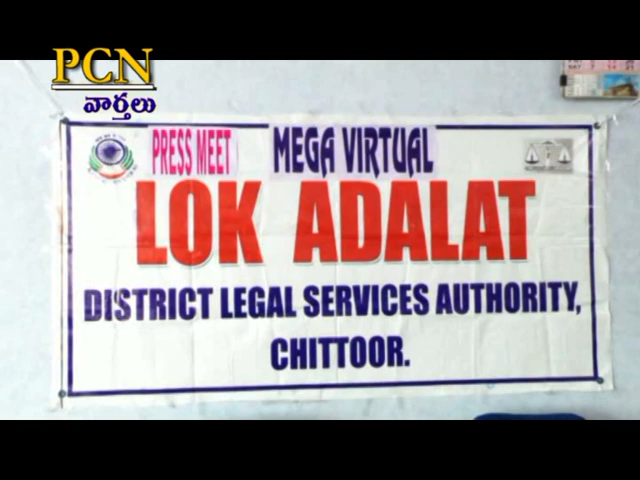 PCN
వార్తలు
PRESS MEET MEGA VIRTUAL
LOK ADALAT
DISTRICT LEGAL SERVICES AUTHORITY,
CHITTOOR.